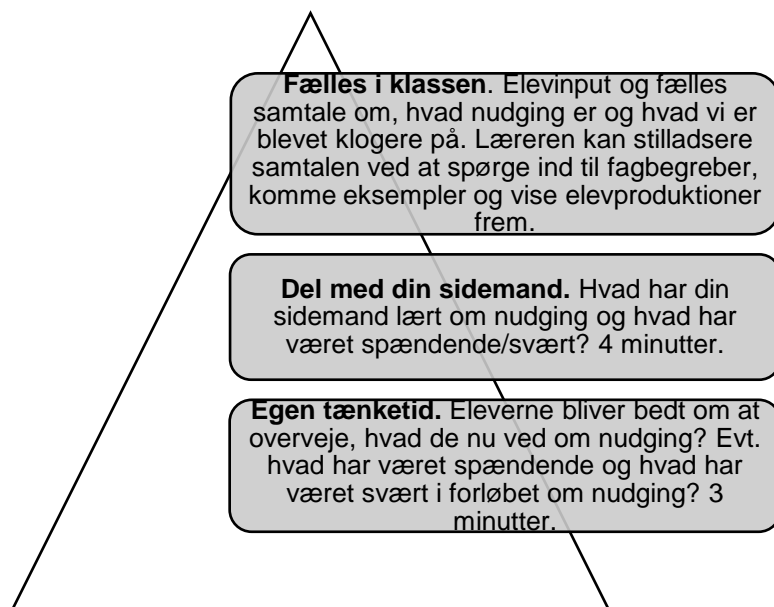 Fælles i klassen. Elevinput og fælles
samtale om, hvad nudging er og hvad vi er
blevet klogere på. Læreren kan stilladsere
samtalen ved at spørge ind til fagbegreber,
komme eksempler og vise elevproduktioner
frem.
Del med din sidemand. Hvad har din
sidemand lært om nudging og hvad har
været spændende/svært? 4 minutter.
Egen tænketid. Eleverne bliver bedt om at
overveje, hvad de nu ved om nudging? Evt.
hvad har været spændende og hvad har
været svært i forløbet om nudging? 3
minutter.